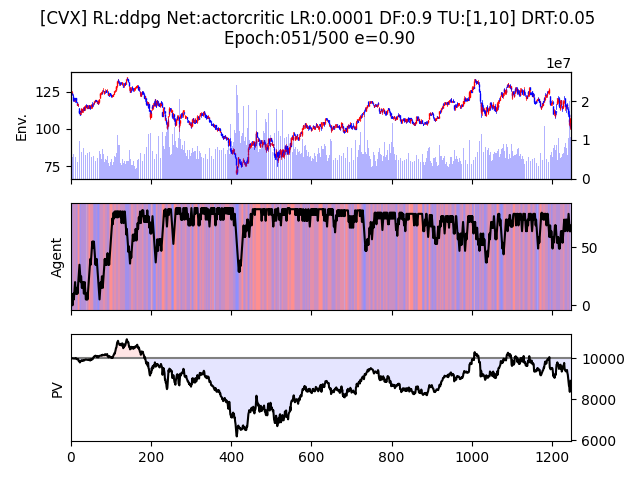 [CVX] RL:ddpg Net:actorcritic LR:0.0001 DF:0.9 TU:[1,10] DRT:0.05
Epoch:051/500 e=0.90
1e7
Env.
125
100
75
2
1
0
Agent
50
0
PV
10000
8000
6000
0 200 400 600 800 1000 1200